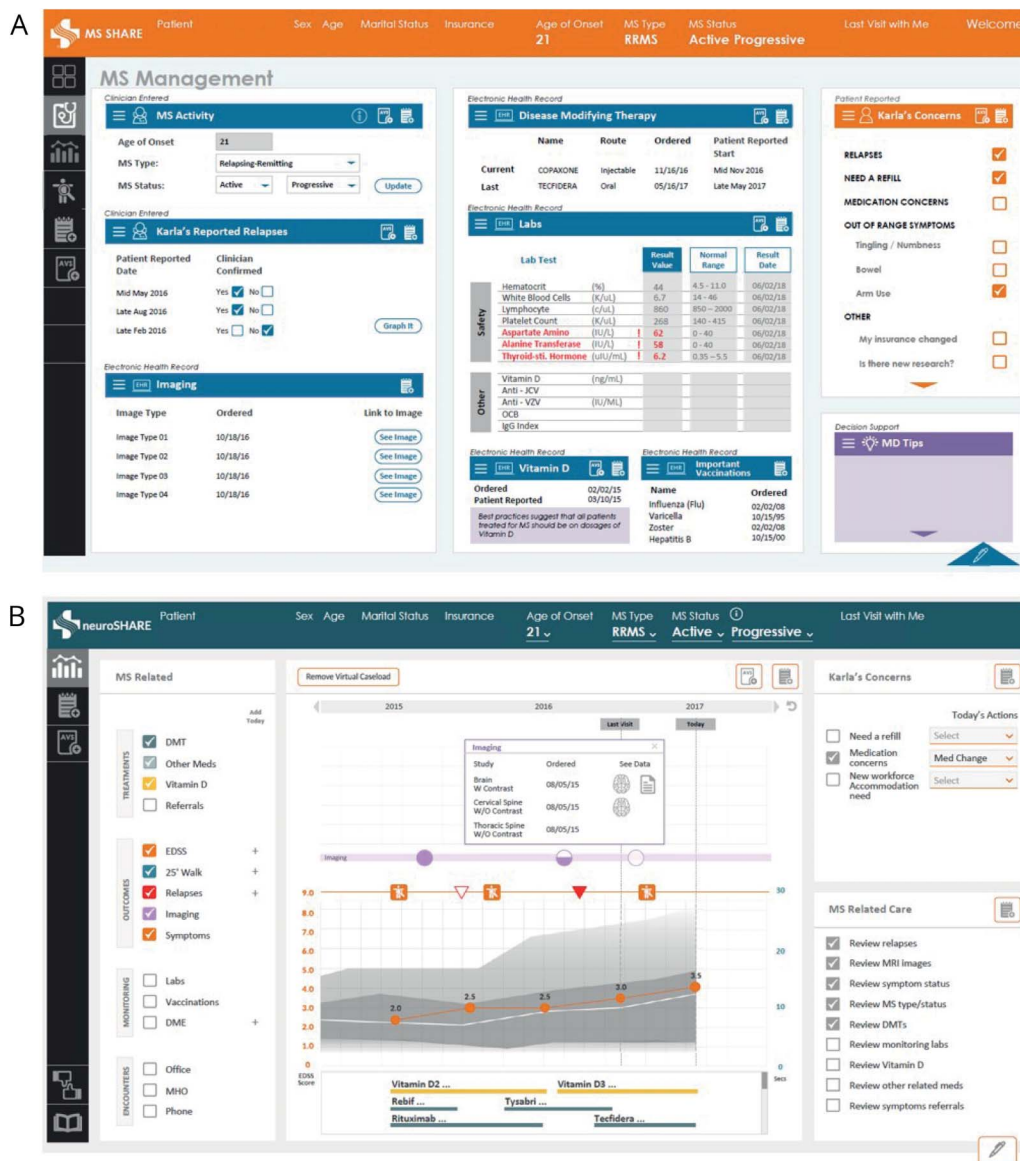 A
MS SHARE
Patient
Sex Age Marital Status Insurance
Age of Onset
21
MS Type
RRMS
MS Status
Active Progressive
Last Visit with Me
Welcome
MS Management
Clinician Entered
MS Activity
Age of Onset 21
MS Type: Relapsing-Remitting
MS Status: Active Progressive Update
Clinician Entered
Karla's Reported Relapses
Patient Reported Date Clinician Confirmed
Mid May 2016 Yes No
Late Aug 2016 Yes No
Late Feb 2016 Yes No
Graph It
Electronic Health Record
EHR Imaging
Image Type Ordered Link to Image
Image Type 01 10/18/16 See Image
Image Type 02 10/18/16 See Image
Image Type 03 10/18/16 See Image
Image Type 04 10/18/16 See Image
Electronic Health Record
EHR Disease Modifying Therapy
AVS
Name Route Ordered Patient Reported Start
Current COPAXONE Injectable 11/16/16 Mid Nov 2016
Last TECFIDERA Oral 05/16/17 Late May 2017
Electronic Health Record
EHR Labs
AVS
Lab Test Result Value Normal Range Result Date
Safety
Hematocrit (%) 44 4.5 - 11.0 06/02/18
White Blood Cells (K/uL) 6.7 14 - 46 06/02/18
Lymphocyte (c/uL) 860 850 – 2000 06/02/18
Platelet Count (K/uL) 268 140 - 415 06/02/18
Aspartate Amino (IU/L) ! 62 0 - 40 06/02/18
Alanine Transferase (IU/L) ! 58 0 - 40 06/02/18
Thyroid-sti. Hormone (uIU/mL) ! 6.2 0.35 – 5.5 06/02/18
Other
Vitamin D (ng/mL)
Anti - JCV
Anti - VZV (IU/ML)
OCB
IgG Index
Electronic Health Record
EHR Vitamin D
AVS
Ordered 02/02/15
Patient Reported 03/10/15
Best practices suggest that all patients
treated for MS should be on dosages of
Vitamin D
Electronic Health Record
EHR Important Vaccinations
Name Ordered
Influenza (Flu) 02/02/08
Varicella 10/15/95
Zoster 02/02/08
Hepatitis B 10/15/00
Patient Reported
Karla's Concerns
AVS
RELAPSES
NEED A REFILL
MEDICATION CONCERNS
OUT OF RANGE SYMPTOMS
Tingling / Numbness
Bowel
Arm Use
OTHER
My insurance changed
Is there new research?
Decision Support
MD Tips
B
neuroSHARE
Patient
Sex Age Marital Status Insurance
Age of Onset
21
MS Type
RRMS
MS Status
Active Progressive
Last Visit with Me
AVS
MS Related
Add Today
TREATMENTS
DMT
Other Meds
Vitamin D
Referrals
OUTCOMES
EDSS +
25' Walk +
Relapses +
Imaging
Symptoms
MONITORING
Labs
Vaccinations
DME +
ENCOUNTERS
Office
MHO
Phone
Remove Virtual Caseload
AVS
2015 2016 2017
Last Visit Today
Imaging
Study Ordered See Data
Brain
W Contrast 08/05/15
Cervical Spine
W/O Contrast 08/05/15
Thoracic Spine
W/O Contrast 08/05/15
Imaging
9.0 30
8.0
7.0
6.0 20
5.0
4.0
3.0 10
2.0
1.0
0 0
EDSS Score
Secs
2.0 2.5 2.5 3.0 3.5
Vitamin D2 ... Vitamin D3 ...
Rebif ... Tysabri ...
Rituximab ... Tecfidera ...
Karla's Concerns
Today's Actions
Need a refill Select
Medication concerns Med Change
New workforce Accommodation need Select
MS Related Care
Review relapses
Review MRI images
Review symptom status
Review MS type/status
Review DMTs
Review monitoring labs
Review Vitamin D
Review other related meds
Review symptoms referrals